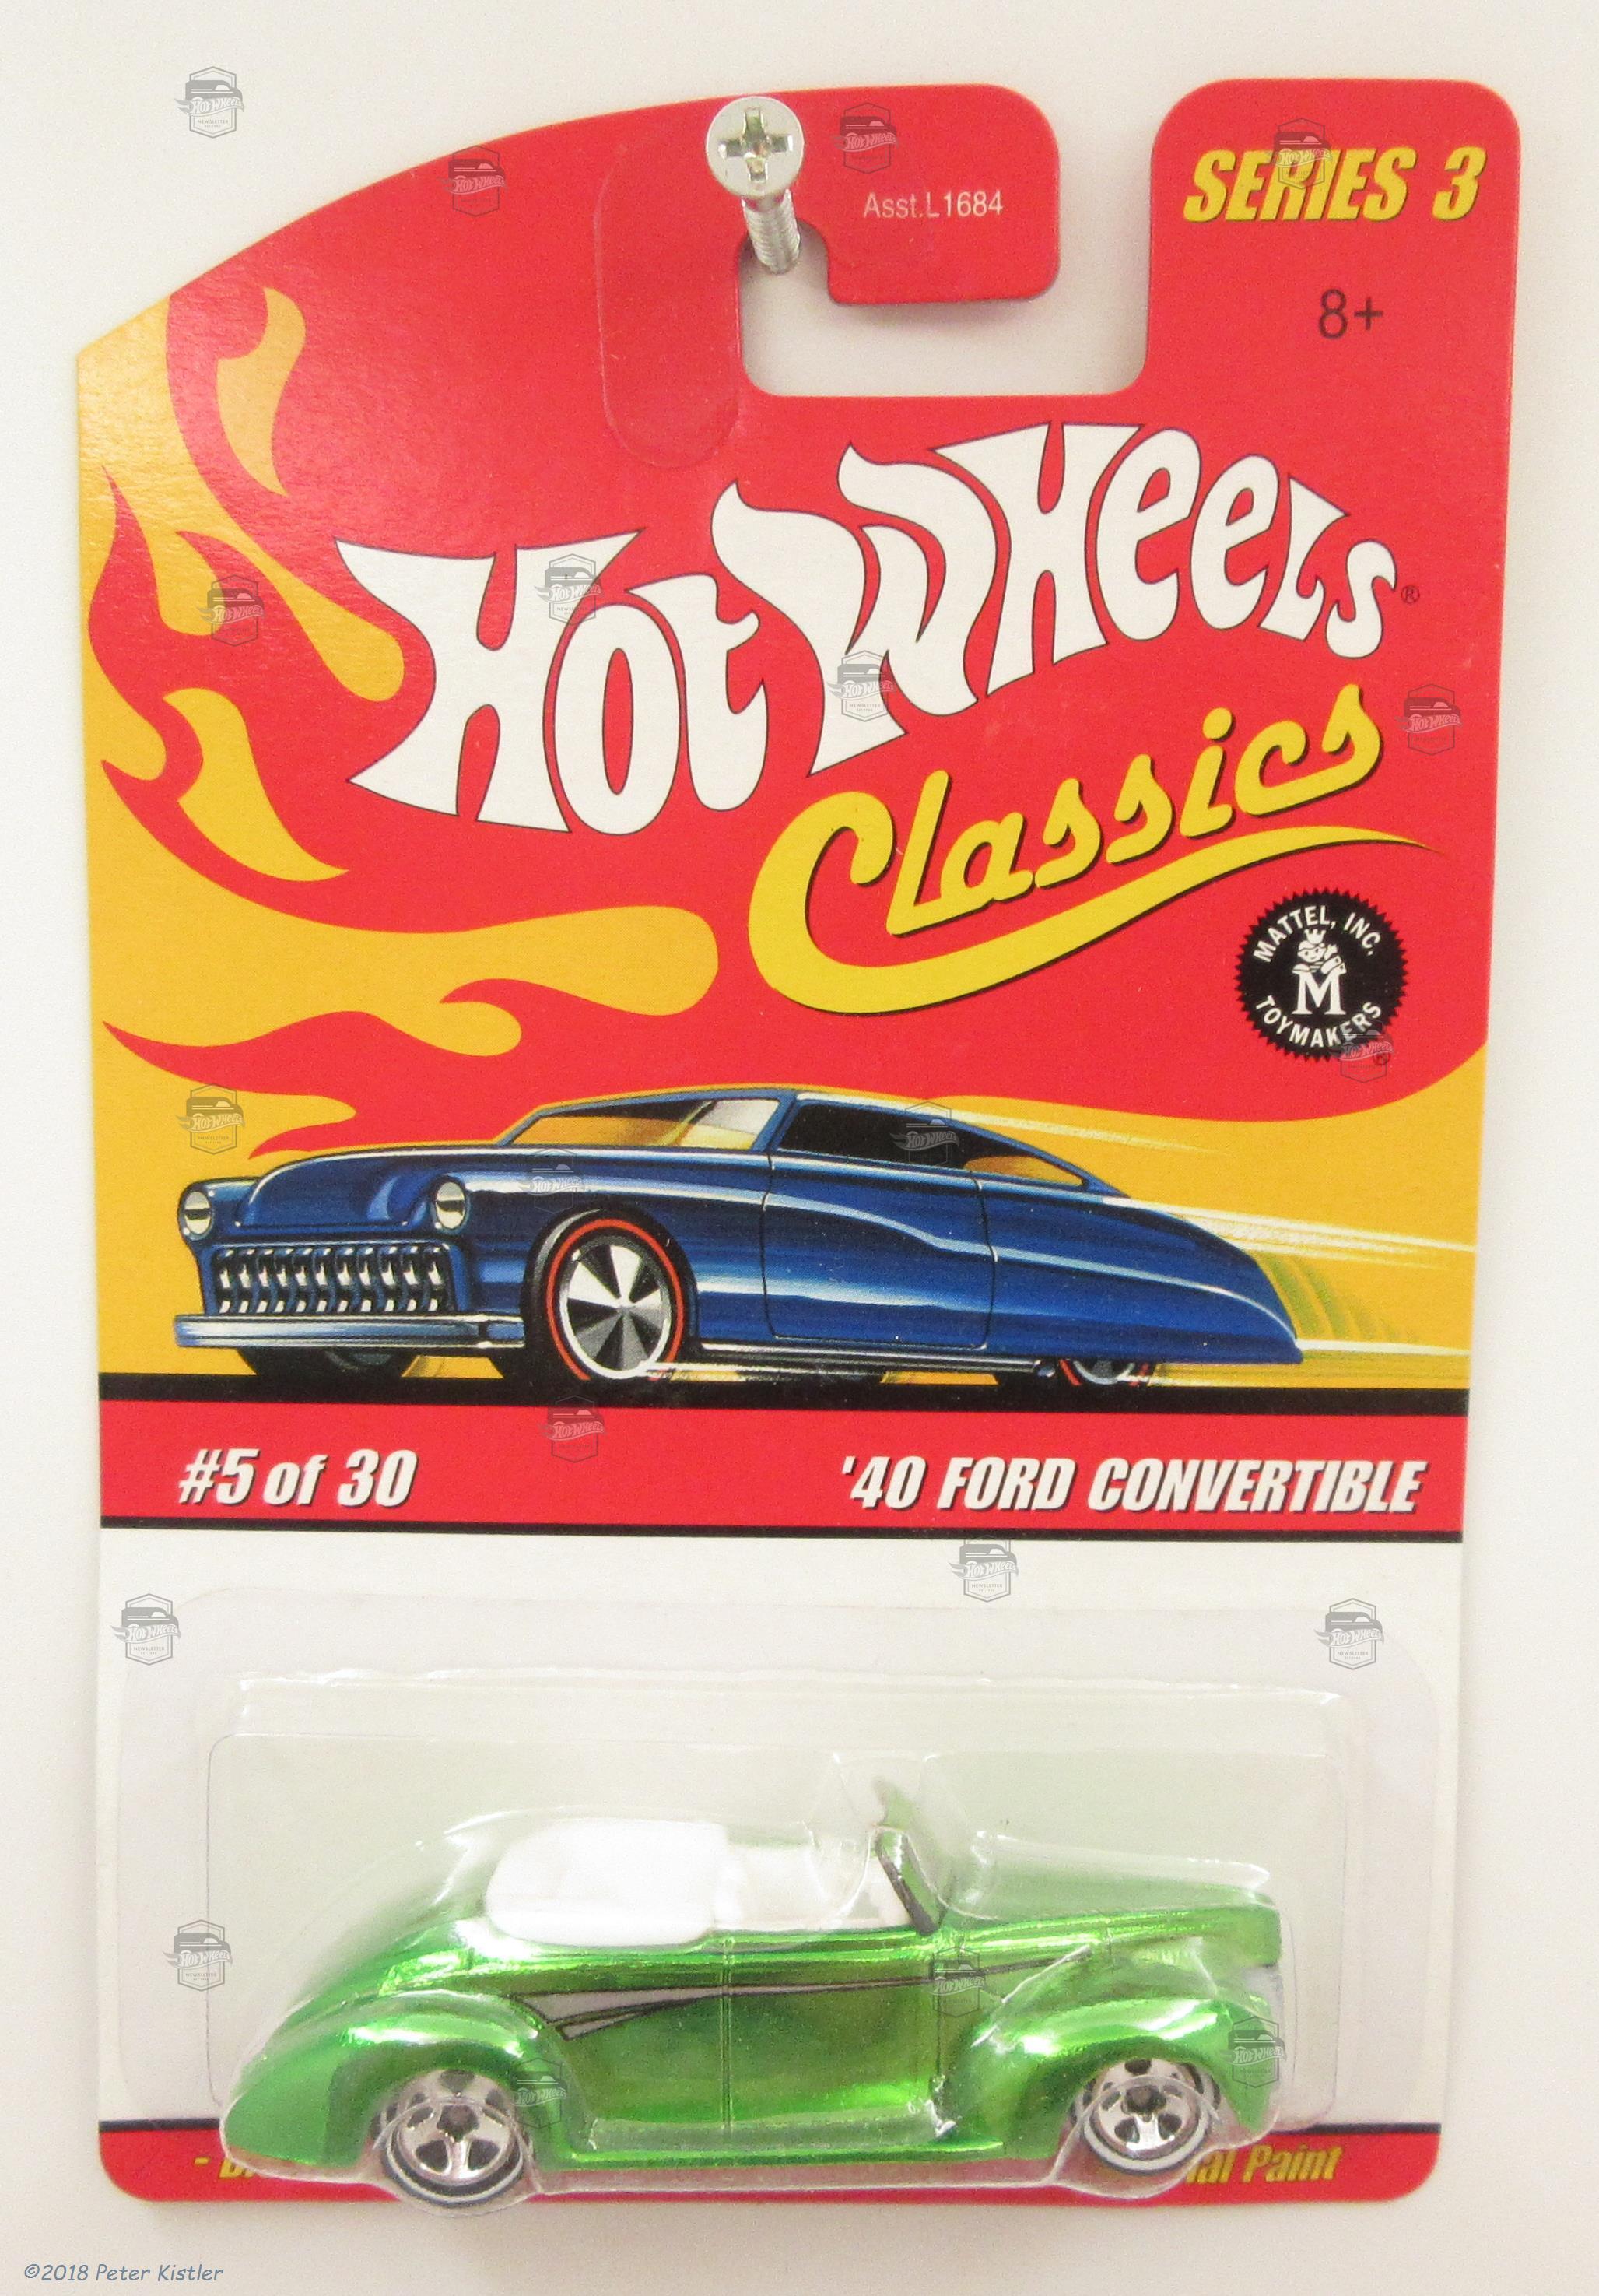 Asst.L1684
SERIES 3
8+
Hot Wheels®
Classics
MATTEL, INC.
M
TOYMAKERS
®
#5 of 30
'40 FORD CONVERTIBLE
Paint
©2018 Peter Kistler